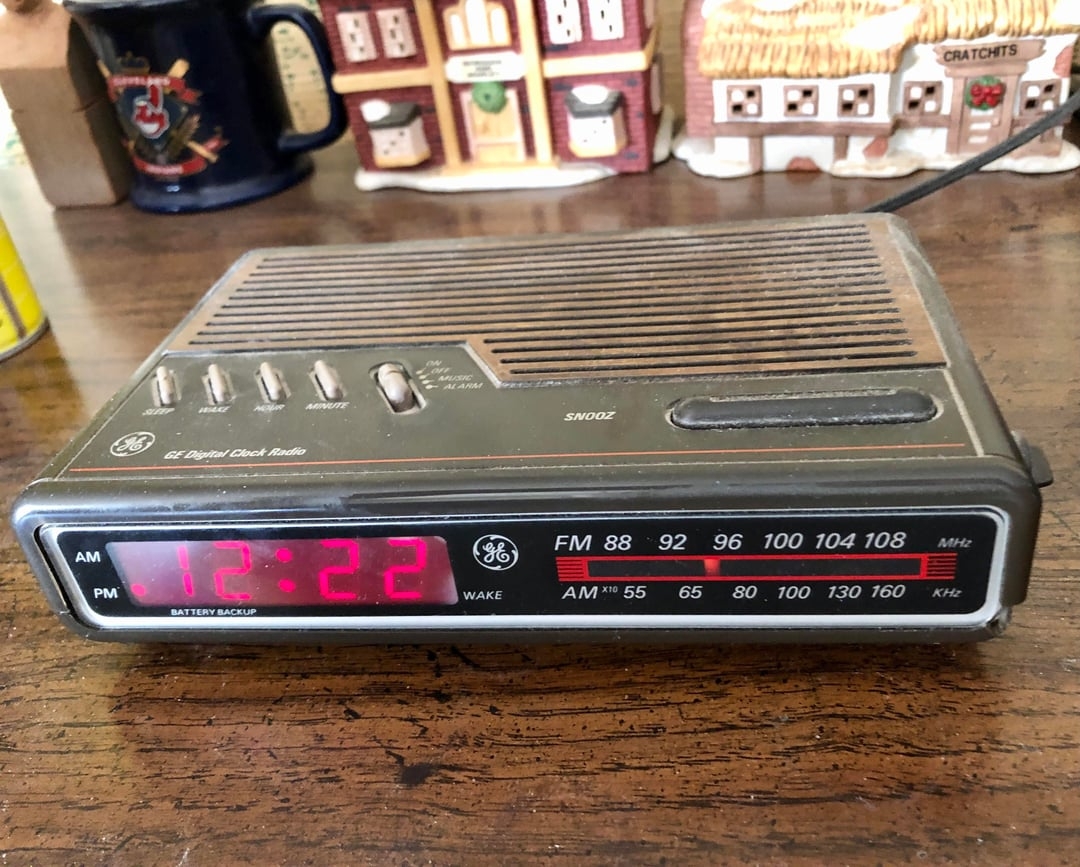 CLEVELAND
CRATCHITS
ON
OFF
MUSIC
ALARM
SLEEP
WAKE
HOUR
MINUTE
SNOOZ
GE
GE Digital Clock Radio
AM
PM
.12:22
BATTERY BACKUP
GE
WAKE
FM 88 92 96 100 104 108 MHz
AM X10 55 65 80 100 130 160 KHz